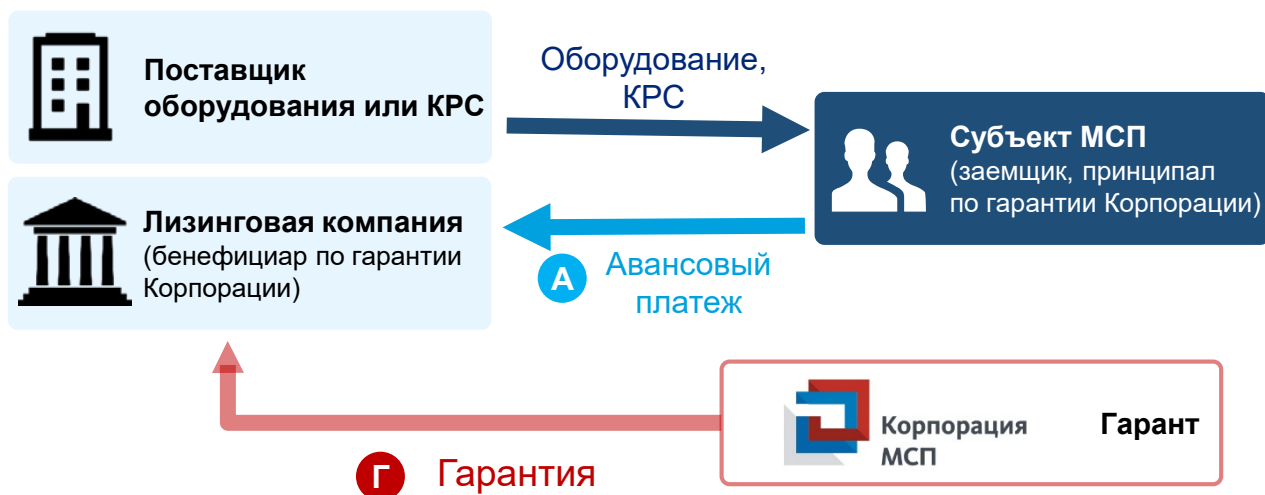 Поставщик
оборудования или КРС
Оборудование,
КРС
Субъект МСП
(заемщик, принципал
по гарантии Корпорации)
Лизинговая компания
(бенефициар по гарантии
Корпорации)
А
Авансовый
платеж
Корпорация
МСП
Гарант
Г
Гарантия